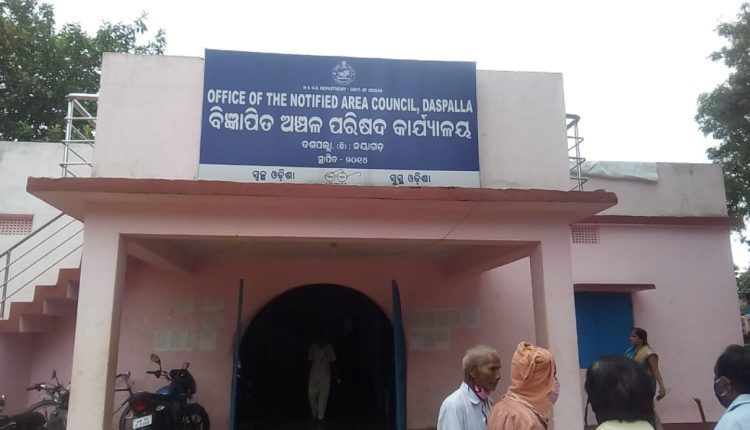 H & U.D. DEPARTMENT - GOVT. OF ODISHA
OFFICE OF THE NOTIFIED AREA COUNCIL, DASPALLA
ବିଜ୍ଞାପିତ ଅଞ୍ଚଳ ପରିଷଦ କାର୍ଯ୍ୟାଳୟ
ଦଶପଲ୍ଲା, (ଜି) : ନୟାଗଡ଼
ସ୍ଥାପିତ - ୨୦୧୪
ସ୍ୱଚ୍ଛ ଓଡ଼ିଶା ସୁସ୍ଥ ଓଡ଼ିଶା